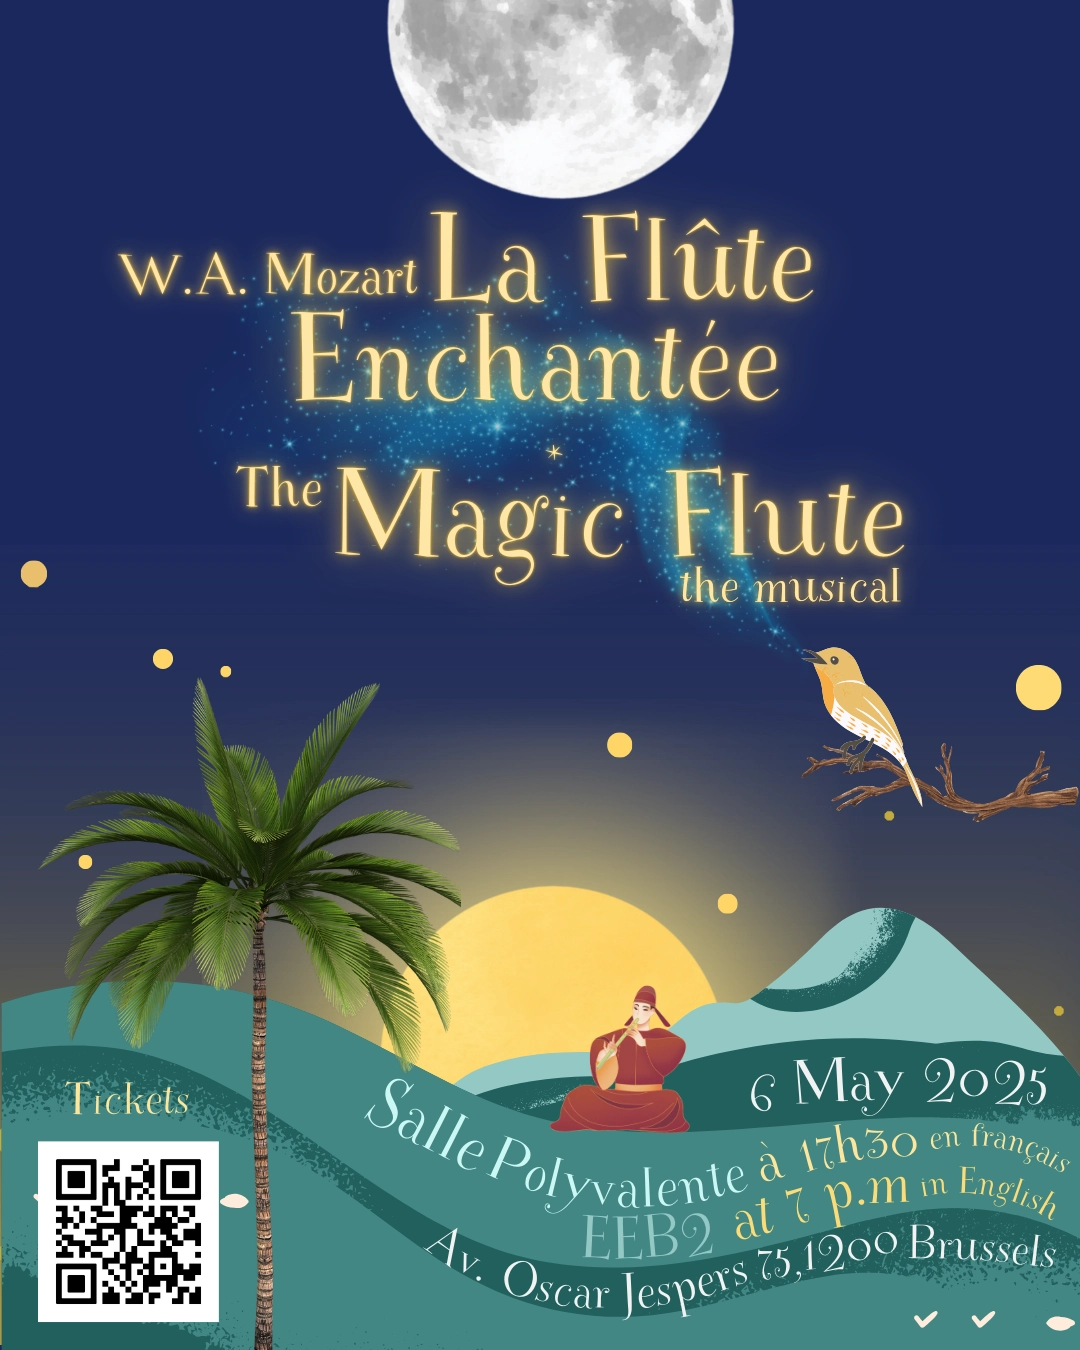 W.A. Mozart La Flûte
Enchantée
The Magic Flute
the musical
Tickets
6 May 2025
Salle Polyvalente à 17h30 en français
EEB2 at 7 p.m in English
Av. Oscar Jespers 75,1200 Brussels